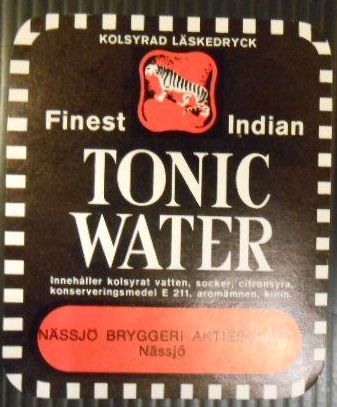 KOLSYRAD LÄSKEDRYCK
Finest Indian
TONIC
WATER
Innehåller kolsyrat vatten, socker, citronsyra,
konserveringsmedel E 211, aromämnen, kinin.
NÄSSJÖ BRYGGERI
Nässjö